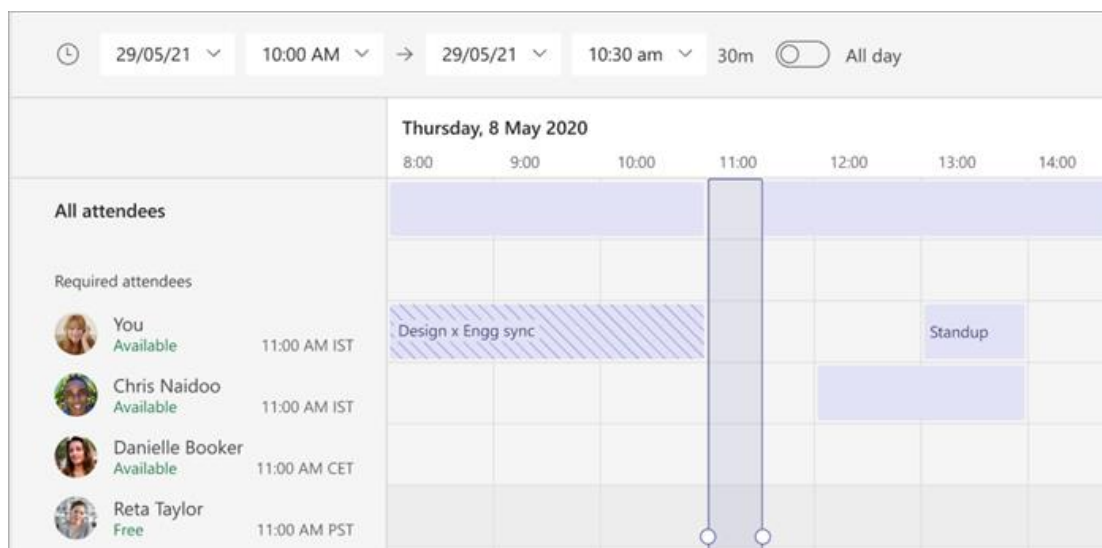 29/05/21 10:00 AM → 29/05/21 10:30 am 30m All day
Thursday, 8 May 2020
8:00 9:00 10:00 11:00 12:00 13:00 14:00
All attendees
Required attendees
You
Available 11:00 AM IST
Design x Engg sync
Standup
Chris Naidoo
Available 11:00 AM IST
Danielle Booker
Available 11:00 AM CET
Reta Taylor
Free 11:00 AM PST